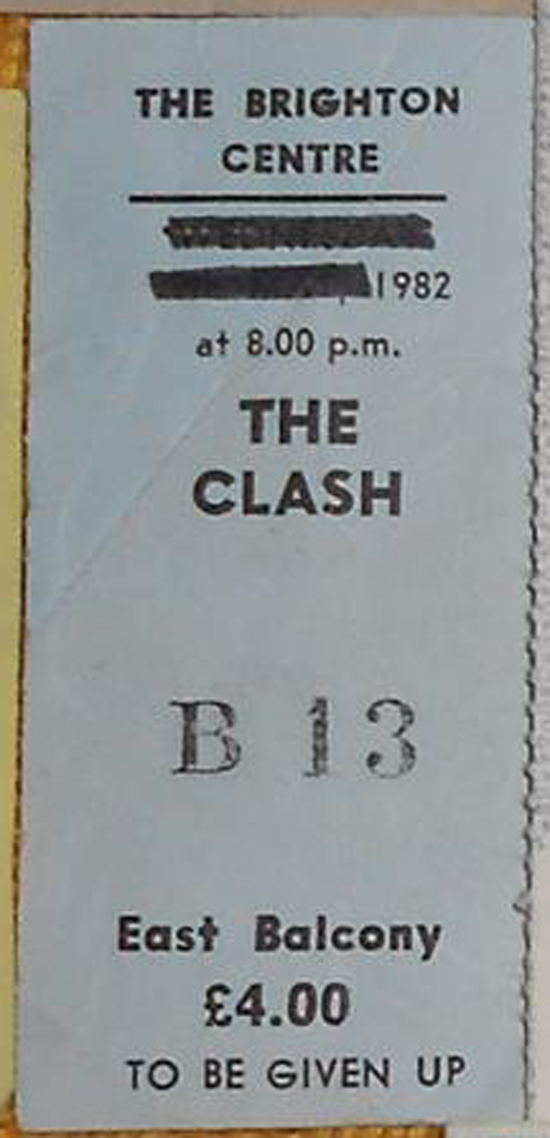 THE BRIGHTON
CENTRE
1982
at 8.00 p.m.
THE
CLASH
B 13
East Balcony
£4.00
TO BE GIVEN UP